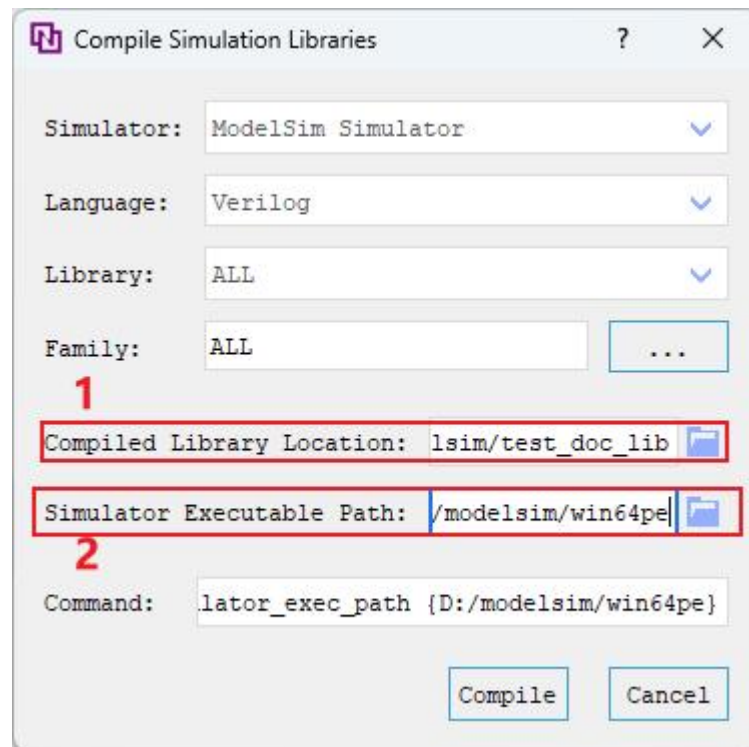 Compile Simulation Libraries ? ×
Simulator: ModelSim Simulator
Language: Verilog
Library: ALL
Family: ALL ...
1
Compiled Library Location: lsim/test_doc_lib
Simulator Executable Path: /modelsim/win64pe
2
Command: lator_exec_path {D:/modelsim/win64pe}
Compile Cancel